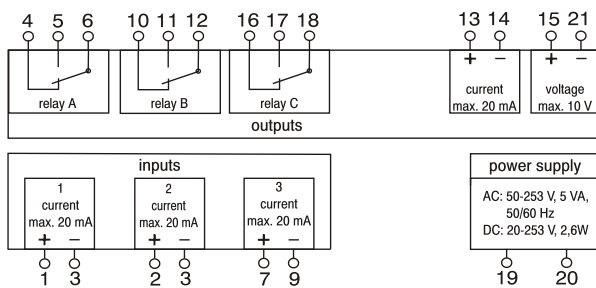 4 5 6 10 11 12 16 17 18 13 14 15 21
+ − + −
relay A relay B relay C
current
max. 20 mA
voltage
max. 10 V
outputs
inputs
1
current
max. 20 mA
+ −
1 3
2
current
max. 20 mA
+ −
2 3
3
current
max. 20 mA
+ −
7 9
power supply
AC: 50-253 V, 5 VA,
50/60 Hz
DC: 20-253 V, 2,6W
19 20